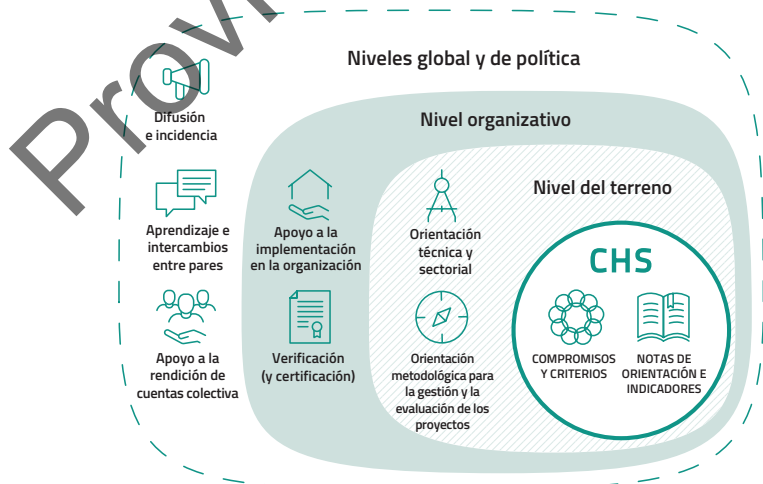 Niveles global y de política
Difusión
e incidencia
Aprendizaje e
intercambios
entre pares
Apoyo a la
rendición de
cuentas colectiva
Nivel organizativo
Apoyo a la
implementación
en la organización
Verificación
(y certificación)
Nivel del terreno
Orientación
técnica y
sectorial
Orientación
metodológica para
la gestión y la
evaluación de los
proyectos
CHS
COMPROMISOS
Y CRITERIOS
NOTAS DE
ORIENTACIÓN E
INDICADORES